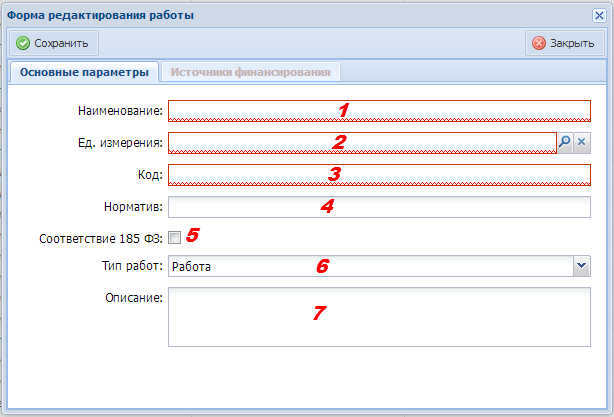 Форма редактирования работы
Сохранить Закрыть
Основные параметры Источники финансирования
Наименование: 1
Ед. измерения: 2
Код: 3
Норматив: 4
Соответствие 185 ФЗ: 5
Тип работ: Работа 6
Описание: 7